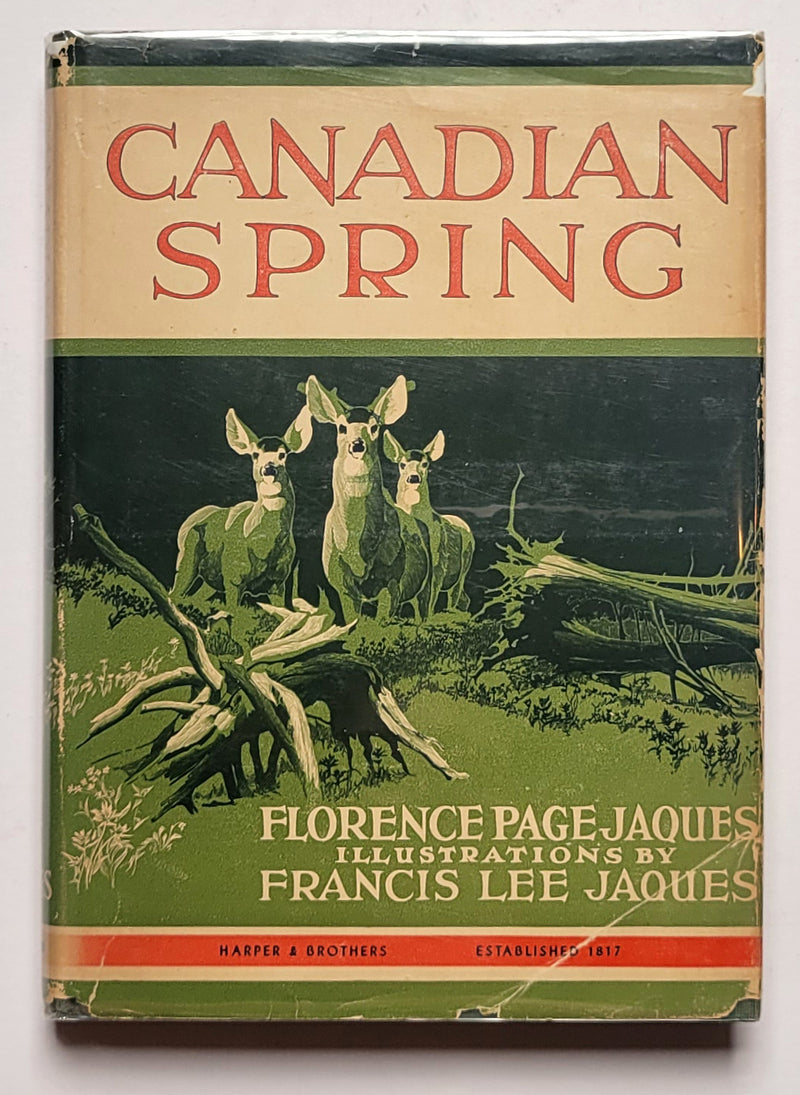 CANADIAN
SPRING
FLORENCE PAGE JAQUES
ILLUSTRATIONS BY
FRANCIS LEE JAQUES
S
HARPER & BROTHERS ESTABLISHED 1817